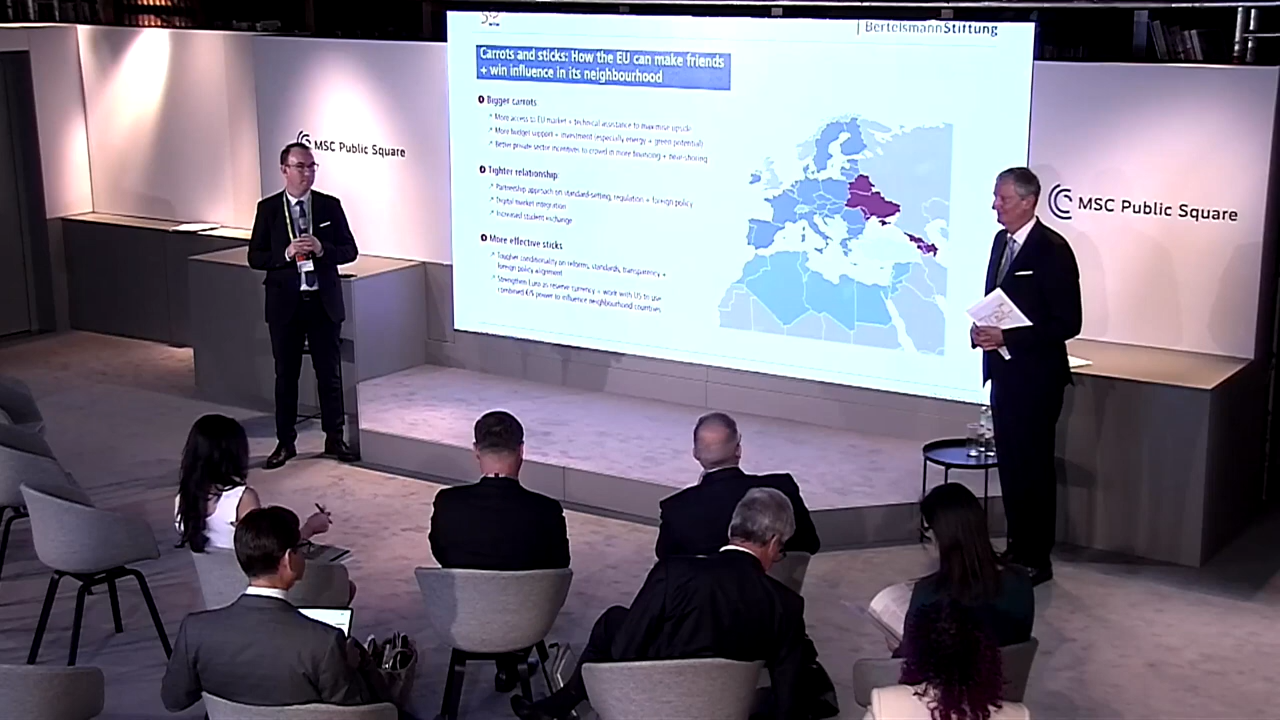 BertelsmannStiftung
Carrots and sticks: How the EU can make friends
+ win influence in its neighbourhood
Bigger carrots
More access to EU market + technical assistance to maximise upside
More budget support + investment (especially energy + green potential)
Better private sector incentives to crowd in more financing + near-shoring
Tighter relationship
Partnership approach on standard-setting, regulation + foreign policy
Digital market integration
Increased student exchange
More effective sticks
Tougher conditionality on reforms, standards, transparency +
foreign policy alignment
Strengthen Euro as reserve currency + work with US to use
combined €/$ power to influence neighbourhood countries
MSC Public Square
MSC Public Square